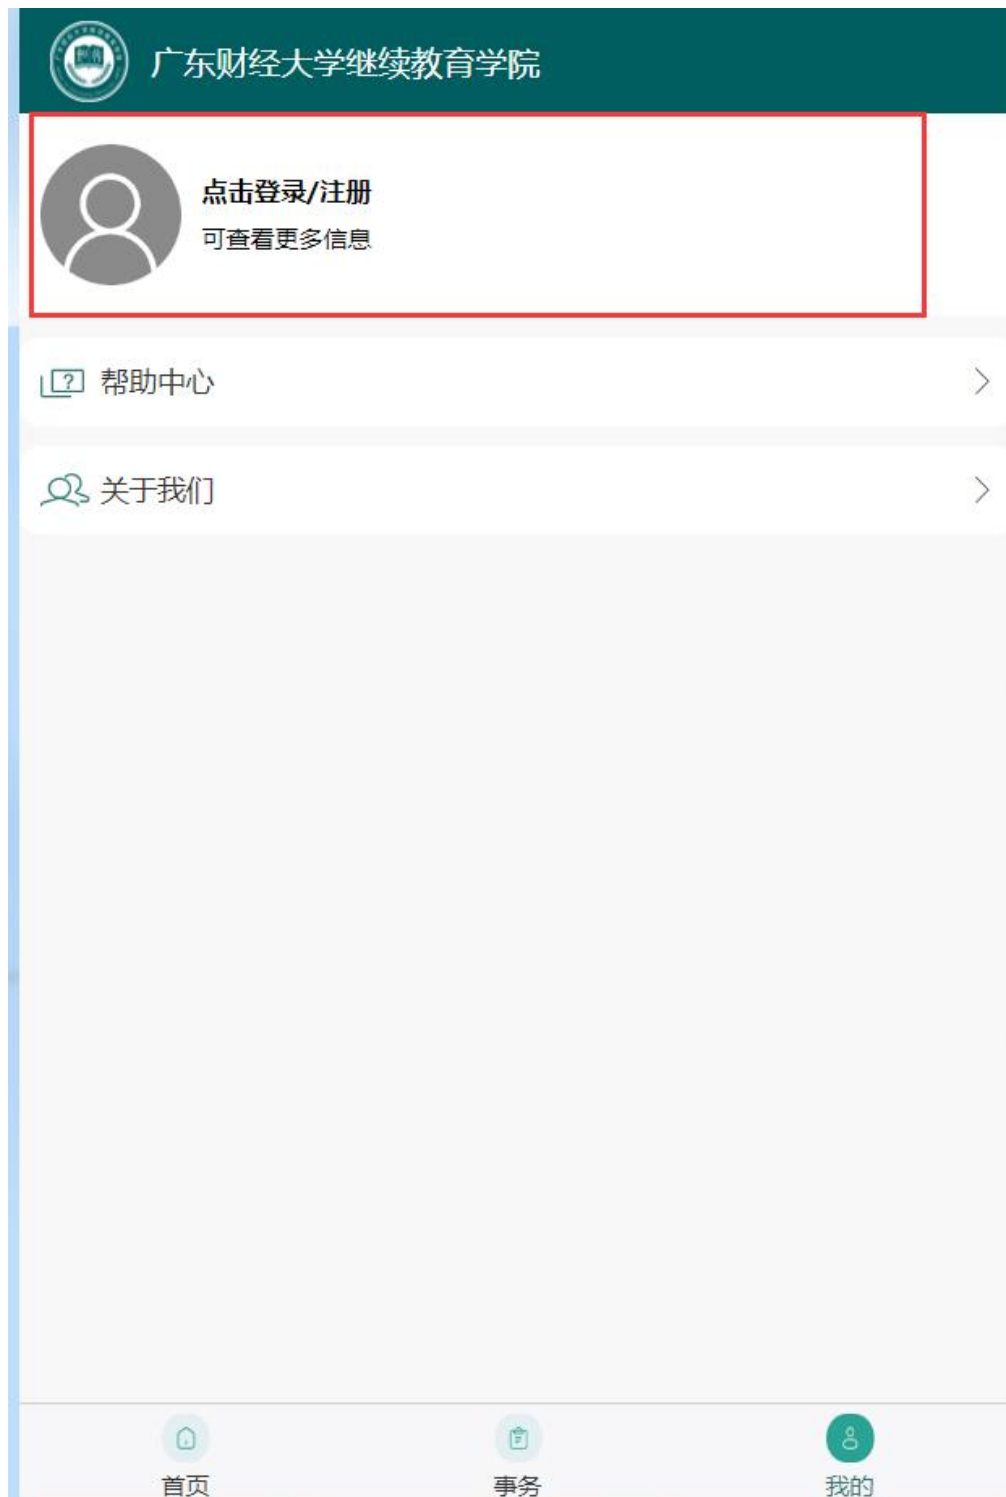 广东财经大学继续教育学院
点击登录/注册
可查看更多信息
帮助中心
关于我们
首页
事务
我的